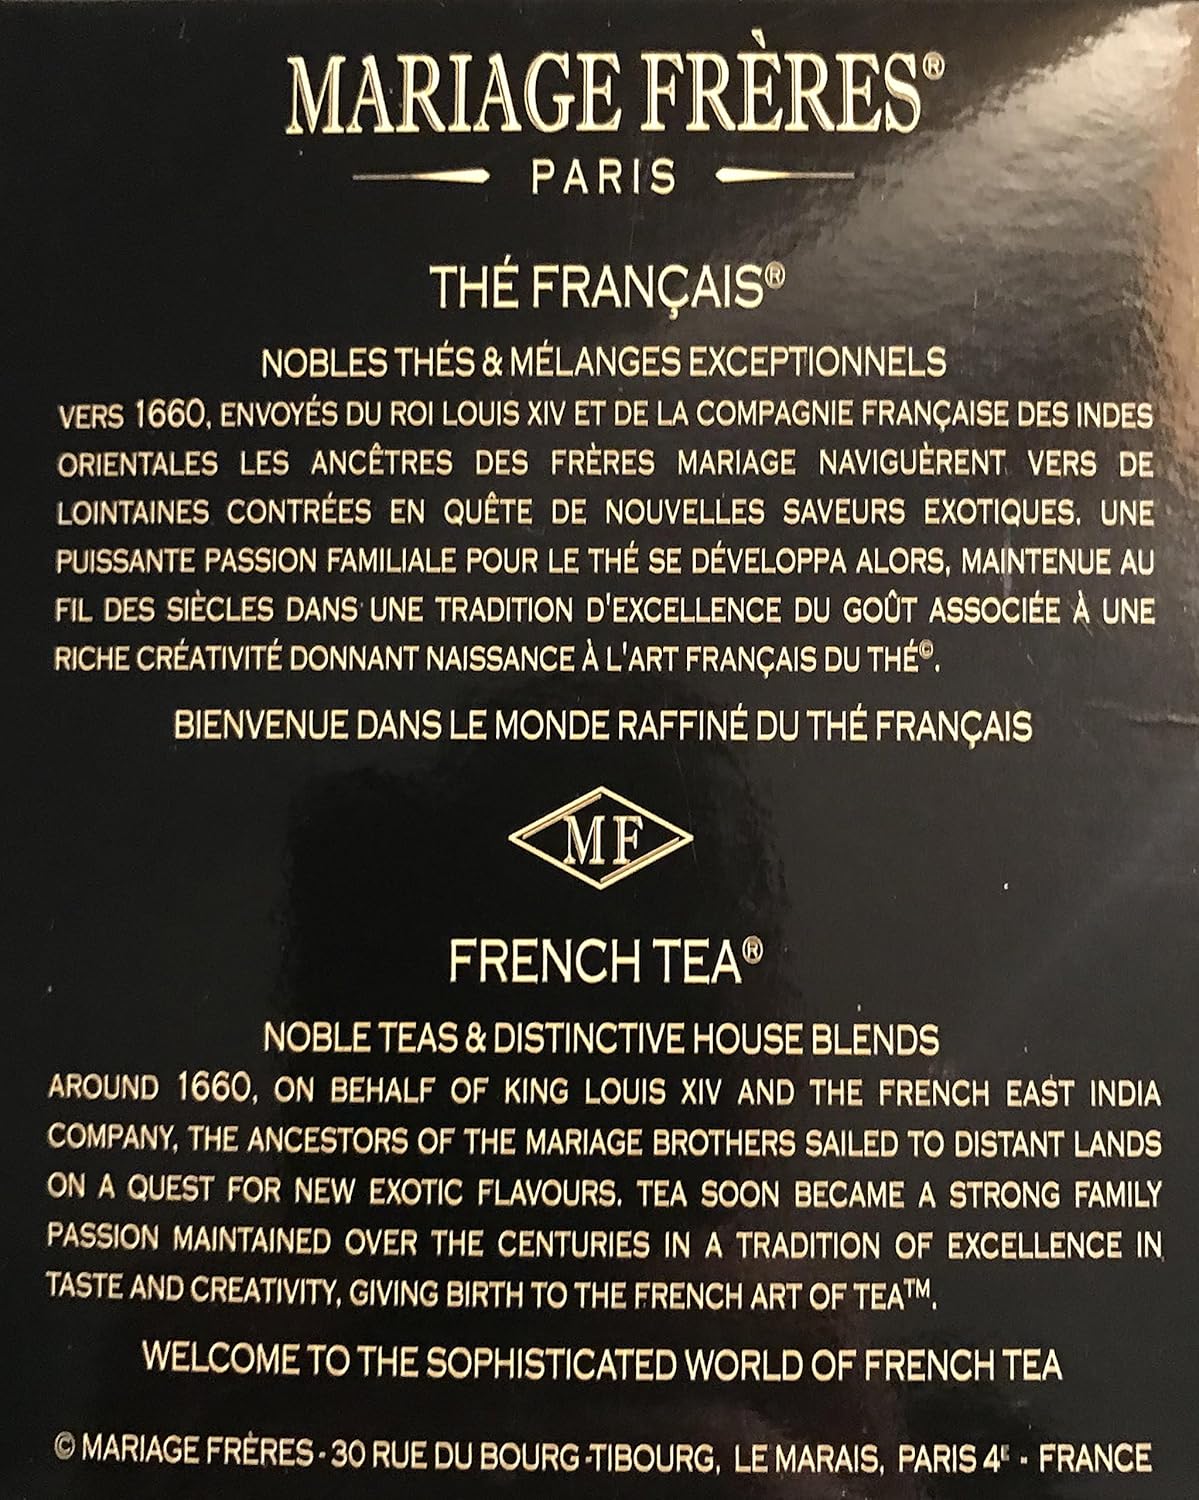 MARIAGE FRÈRES®
PARIS
THÉ FRANÇAIS®
NOBLES THÉS & MÉLANGES EXCEPTIONNELS
VERS 1660, ENVOYÉS DU ROI LOUIS XIV ET DE LA COMPAGNIE FRANÇAISE DES INDES
ORIENTALES LES ANCÊTRES DES FRÈRES MARIAGE NAVIGUÈRENT VERS DE
LOINTAINES CONTRÉES EN QUÊTE DE NOUVELLES SAVEURS EXOTIQUES. UNE
PUISSANTE PASSION FAMILIALE POUR LE THÉ SE DÉVELOPPA ALORS, MAINTENUE AU
FIL DES SIÈCLES DANS UNE TRADITION D'EXCELLENCE DU GOÛT ASSOCIÉE À UNE
RICHE CRÉATIVITÉ DONNANT NAISSANCE À L'ART FRANÇAIS DU THÉ©.
BIENVENUE DANS LE MONDE RAFFINÉ DU THÉ FRANÇAIS
MF
FRENCH TEA®
NOBLE TEAS & DISTINCTIVE HOUSE BLENDS
AROUND 1660, ON BEHALF OF KING LOUIS XIV AND THE FRENCH EAST INDIA
COMPANY, THE ANCESTORS OF THE MARIAGE BROTHERS SAILED TO DISTANT LANDS
ON A QUEST FOR NEW EXOTIC FLAVOURS. TEA SOON BECAME A STRONG FAMILY
PASSION MAINTAINED OVER THE CENTURIES IN A TRADITION OF EXCELLENCE IN
TASTE AND CREATIVITY, GIVING BIRTH TO THE FRENCH ART OF TEA™.
WELCOME TO THE SOPHISTICATED WORLD OF FRENCH TEA
© MARIAGE FRÈRES - 30 RUE DU BOURG-TIBOURG, LE MARAIS, PARIS 4E - FRANCE